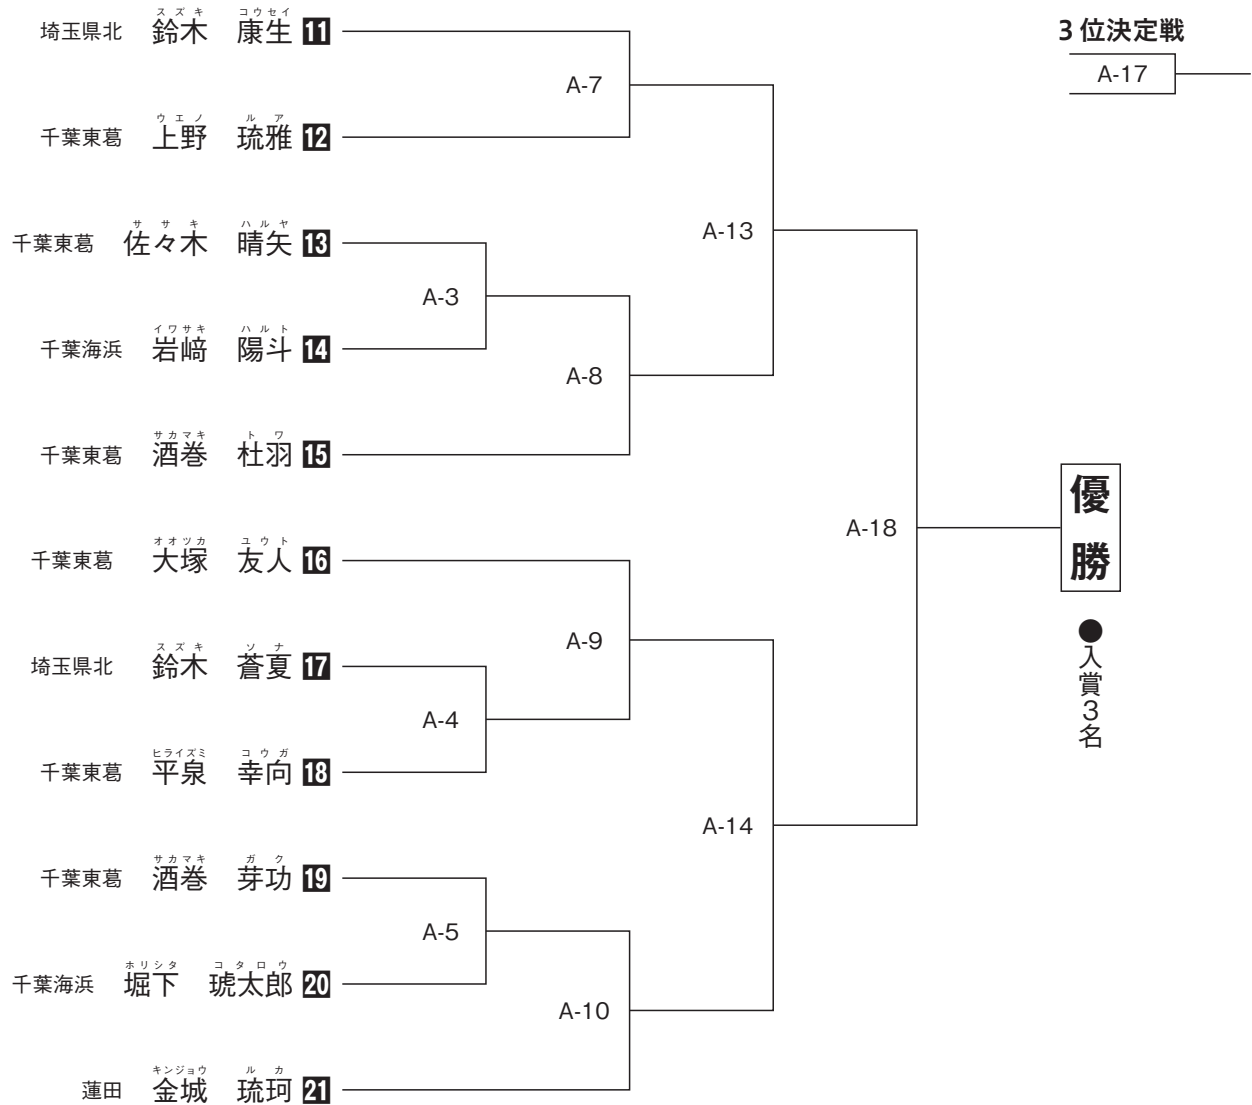 3位決定戦
A-17
スズキ コウセイ
埼玉県北 鈴木 康生 11
A-7
ウエノ ルア
千葉東葛 上野 琉雅 12
ササキ ハルヤ
千葉東葛 佐々木 晴矢 13
A-13
A-3
イワサキ ハルト
千葉海浜 岩﨑 陽斗 14
A-8
サカマキ トワ
千葉東葛 酒巻 杜羽 15
A-18
優勝
オオツカ ユウト
千葉東葛 大塚 友人 16
A-9
●入賞3名
スズキ ソナ
埼玉県北 鈴木 蒼夏 17
A-4
ヒライズミ コウガ
千葉東葛 平泉 幸向 18
A-14
サカマキ ガク
千葉東葛 酒巻 芽功 19
A-5
ホリシタ コタロウ
千葉海浜 堀下 琥太郎 20
A-10
キンジョウ ルカ
蓮田 金城 琉珂 21